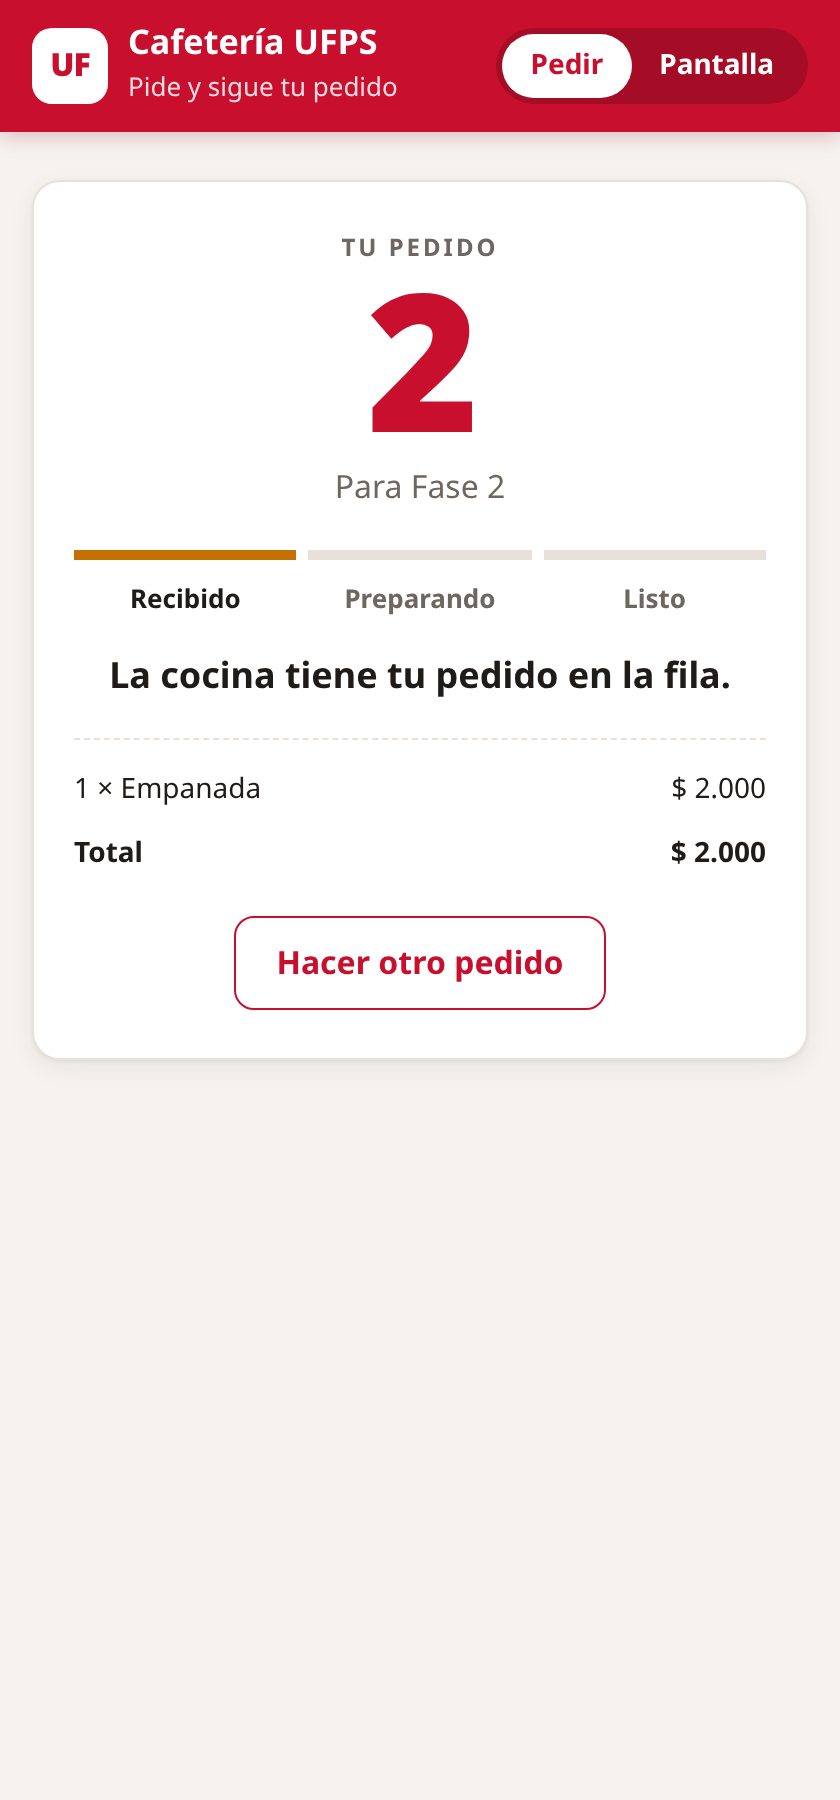 UF
Cafetería UFPS
Pide y sigue tu pedido
Pedir
Pantalla
TU PEDIDO
2
Para Fase 2
Recibido
Preparando
Listo
La cocina tiene tu pedido en la fila.
1 × Empanada $ 2.000
Total $ 2.000
Hacer otro pedido